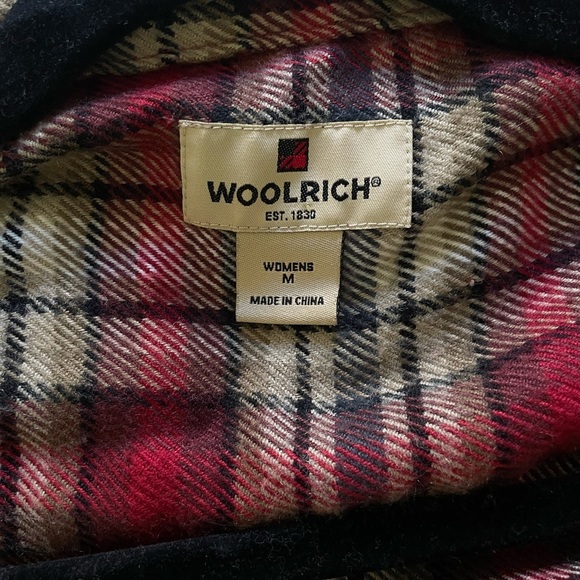 WOOLRICH®
EST. 1830
WOMENS
M
MADE IN CHINA